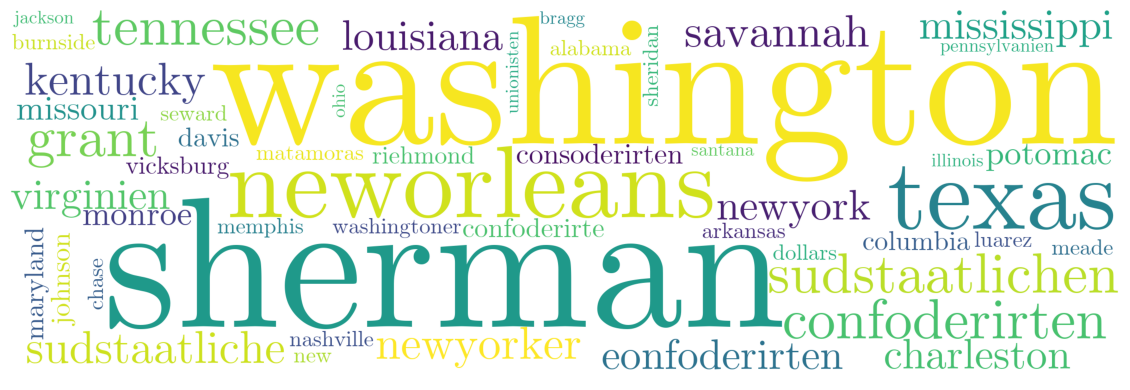 jackson
tennessee
burnside
louisiana
bragg
unionisten
alabama
sheridan
savannah
mississippi
pennsylvanien
kentucky
washington
missouri
seward
ohio
grant
davis
matamoras
riehmond
consoderirten
santana
illinois
potomac
vicksburg
virginien
neworleans
texas
monroe
newyork
memphis
washingtoner
confoderirte
arkansas
columbia
luarez
meade
maryland
johnson
chase
sherman
dollars
sudstaatlichen
confoderirten
sudstaatliche
nashville
new
newyorker
eonfoderirten
charleston